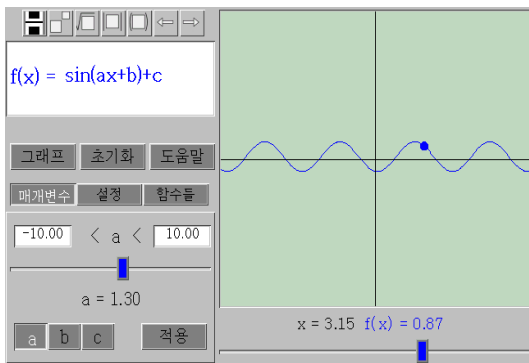 f(x) = sin(ax+b)+c
그래프 초기화 도움말
매개변수 설정 함수들
-10.00 < a < 10.00
a = 1.30
a b c 적용
x = 3.15 f(x) = 0.87